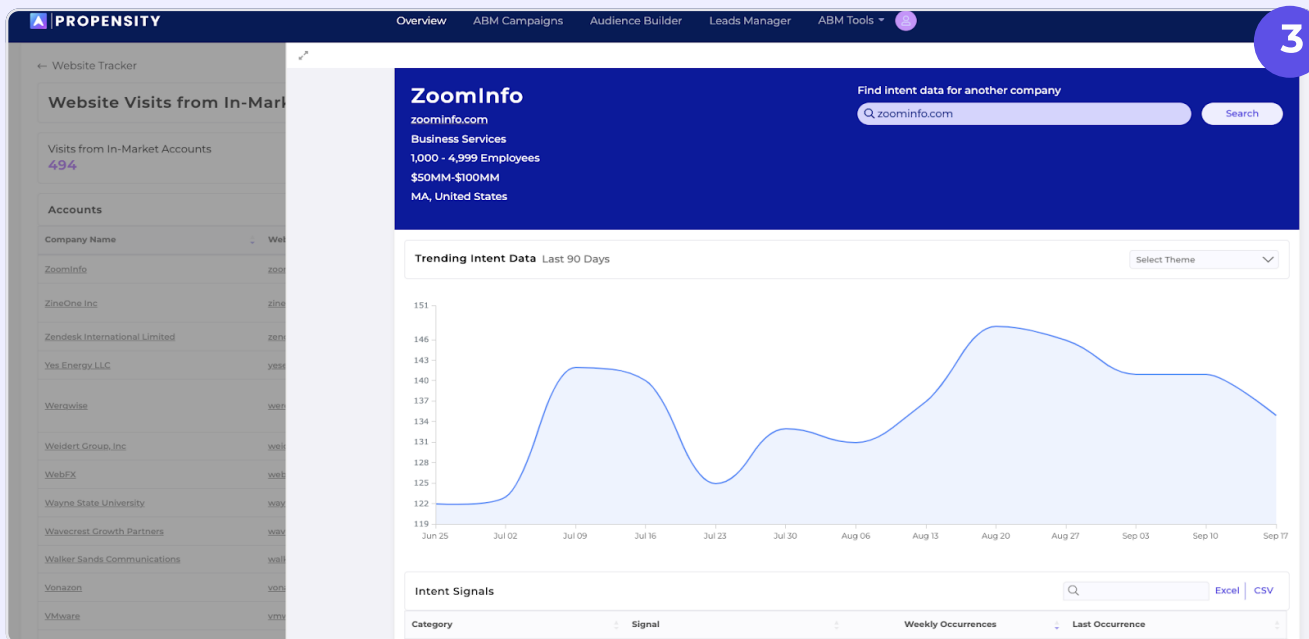 PROPENSITY
Overview
ABM Campaigns
Audience Builder
Leads Manager
ABM Tools
3
← Website Tracker
Website Visits from In-Mark
Visits from In-Market Accounts
494
Accounts
Company Name
ZoomInfo
ZineOne Inc
Zendesk International Limited
Yes Energy LLC
Werqwise
Weidert Group, Inc
WebFX
Wayne State University
Wavecrest Growth Partners
Walker Sands Communications
Vonazon
VMware
ZoomInfo
zoominfo.com
Business Services
1,000 - 4,999 Employees
$50MM-$100MM
MA, United States
Find intent data for another company
zoominfo.com
Search
Trending Intent Data Last 90 Days
Select Theme
151
146
143
140
137
134
131
128
125
122
119
Jun 25
Jul 02
Jul 09
Jul 16
Jul 23
Jul 30
Aug 06
Aug 13
Aug 20
Aug 27
Sep 03
Sep 10
Sep 17
Intent Signals
Excel
CSV
Category
Signal
Weekly Occurrences
Last Occurrence